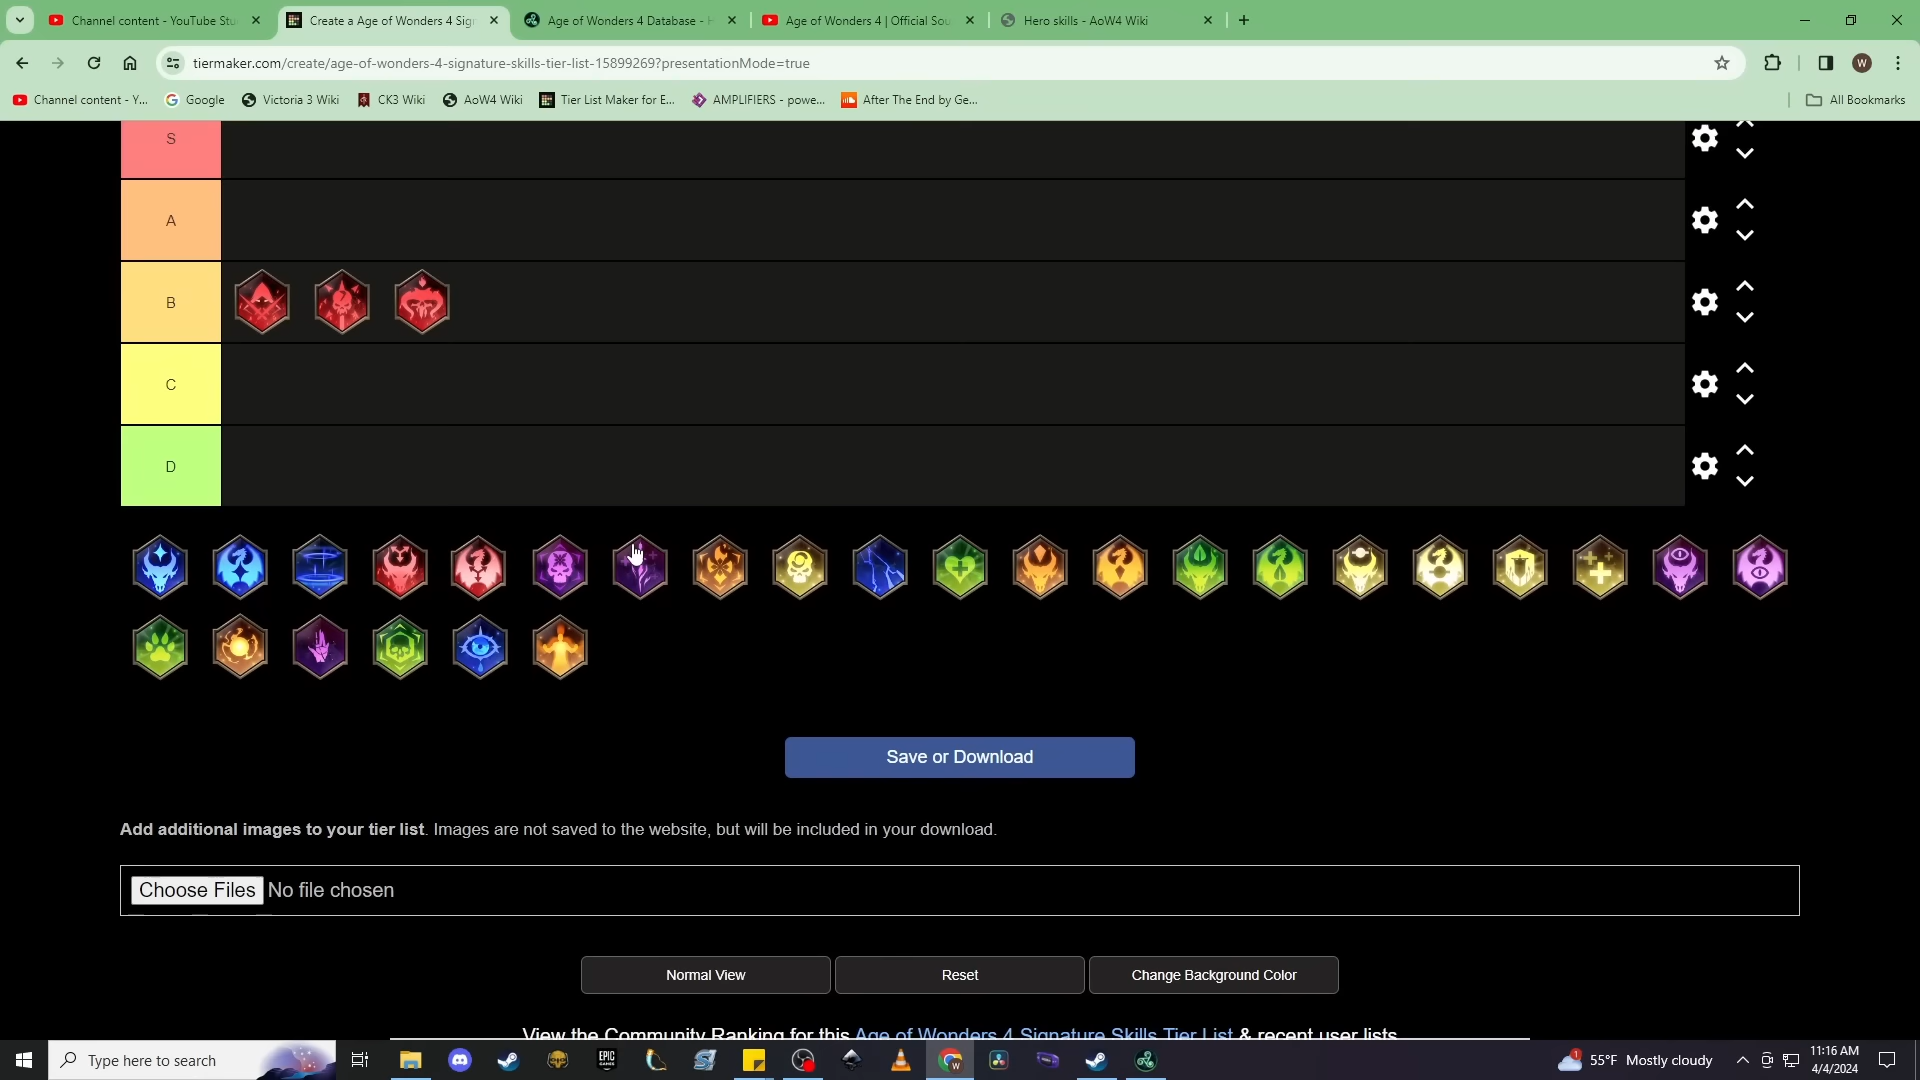 Channel content - YouTube Stu
Create a Age of Wonders 4 Sign
Age of Wonders 4 Database - H
Age of Wonders 4 | Official Sou
Hero skills - AoW4 Wiki
tiermaker.com/create/age-of-wonders-4-signature-skills-tier-list-15899269?presentationMode=true
W
Channel content - Y...
Google
Victoria 3 Wiki
CK3 Wiki
AoW4 Wiki
Tier List Maker for E...
AMPLIFIERS - powe...
After The End by Ge...
All Bookmarks
S
A
B
C
D
Save or Download
Add additional images to your tier list. Images are not saved to the website, but will be included in your download.
Choose Files No file chosen
Normal View
Reset
Change Background Color
View the Community Ranking for this Age of Wonders 4 Signature Skills Tier List & recent user lists
Type here to search
EPIC GAMES
W
1
55°F Mostly cloudy
11:16 AM
4/4/2024